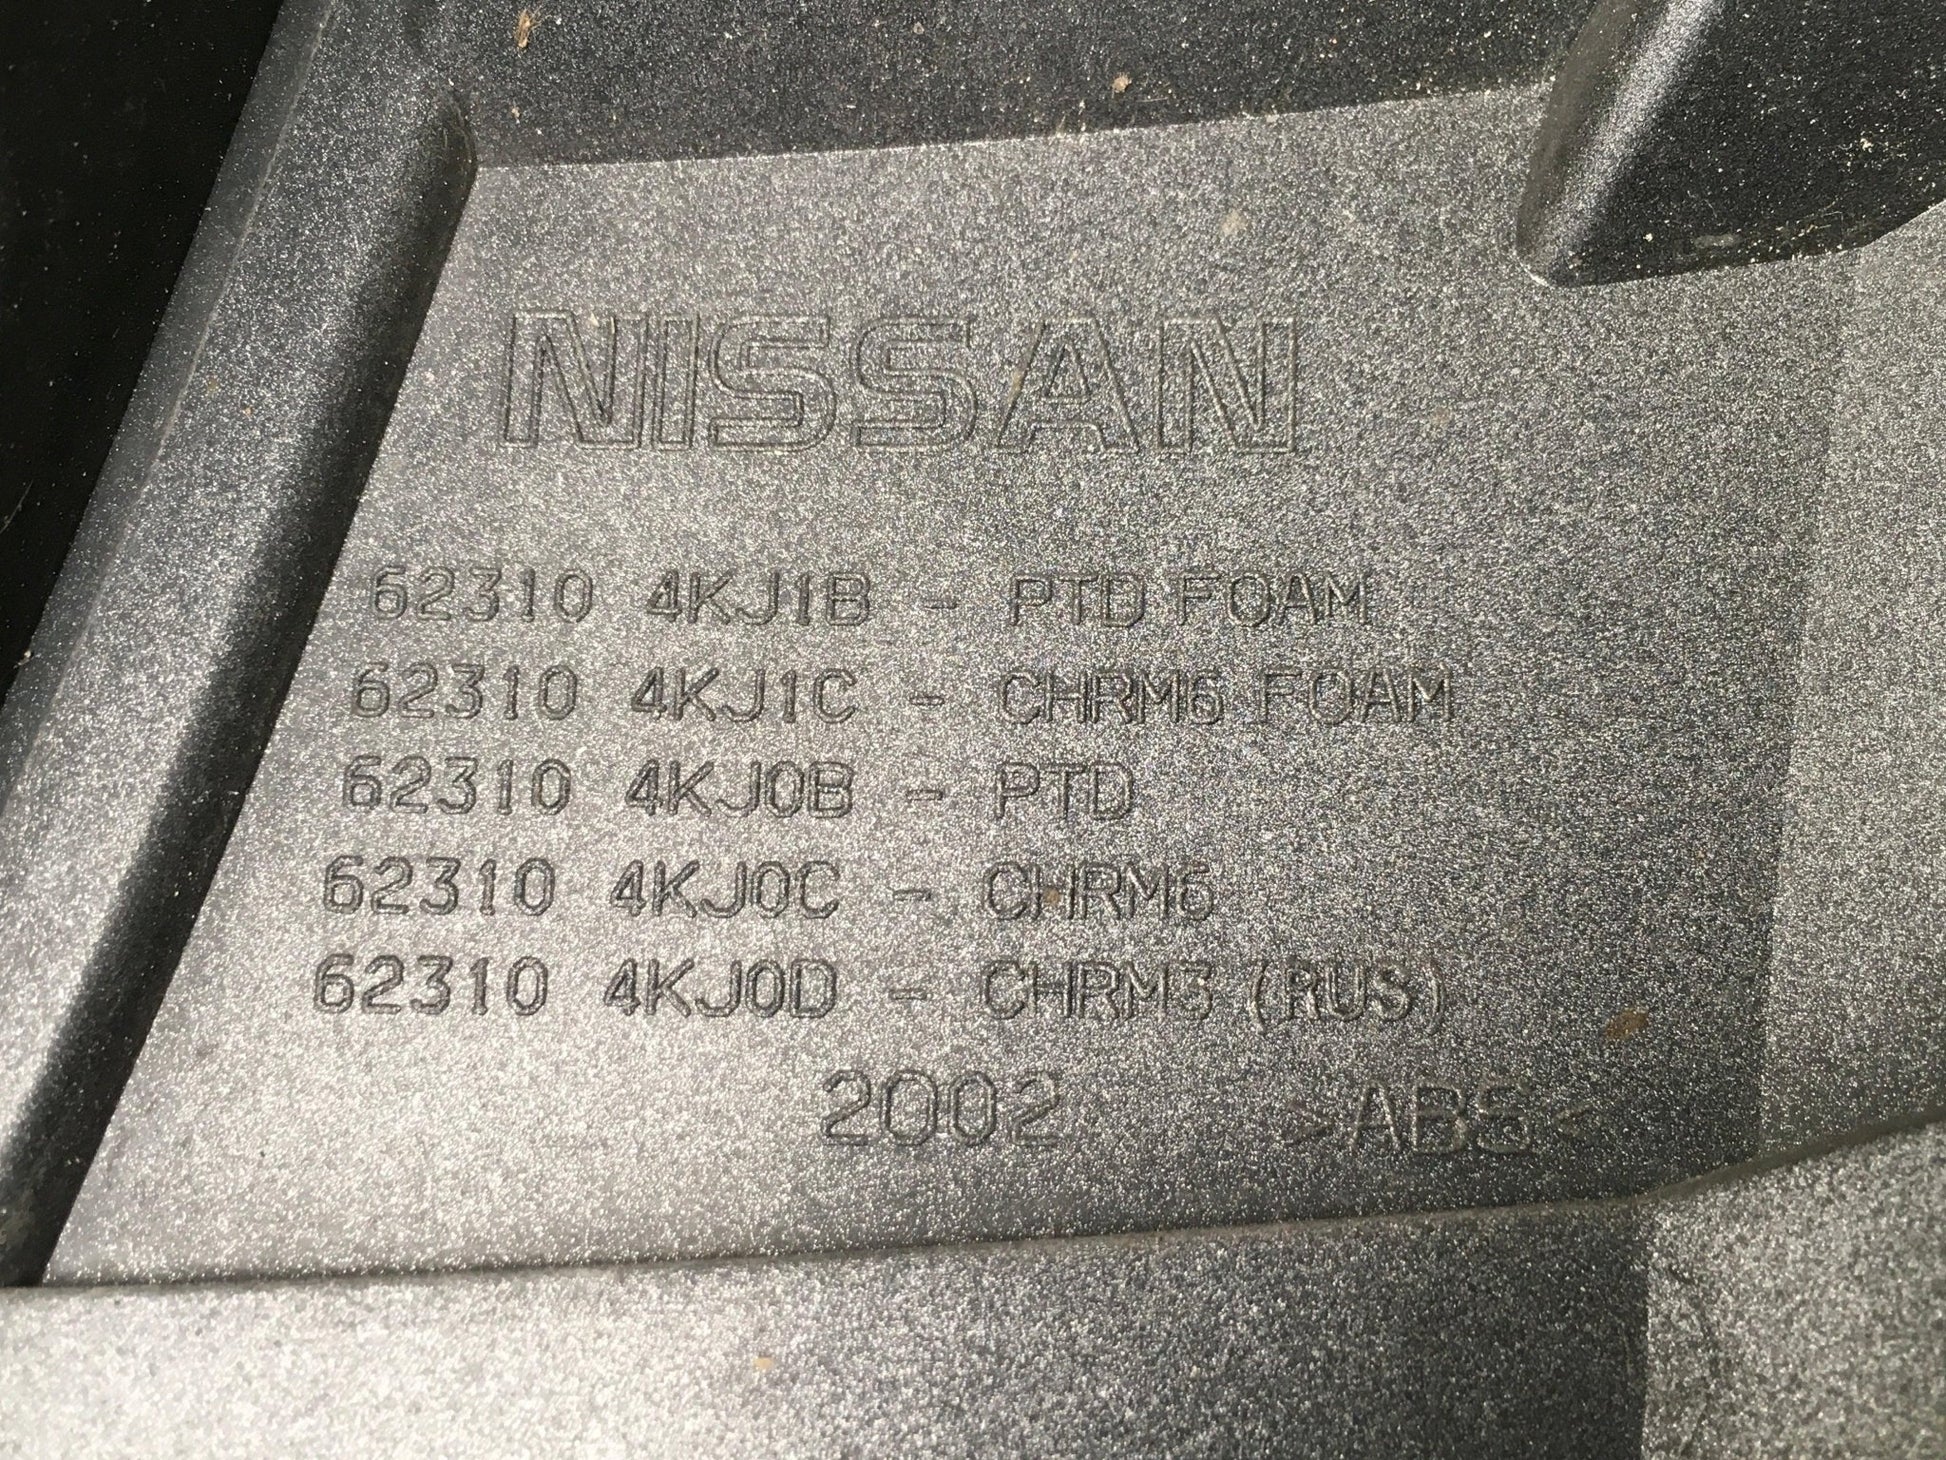 NISSAN
62310 4KJ1B - PTD FOAM
62310 4KJ1C - CHRM6 FOAM
62310 4KJ0B - PTD
62310 4KJ0C - CHRM6
62310 4KJ0D - CHRM3 (RUS)
2002 >ABS<